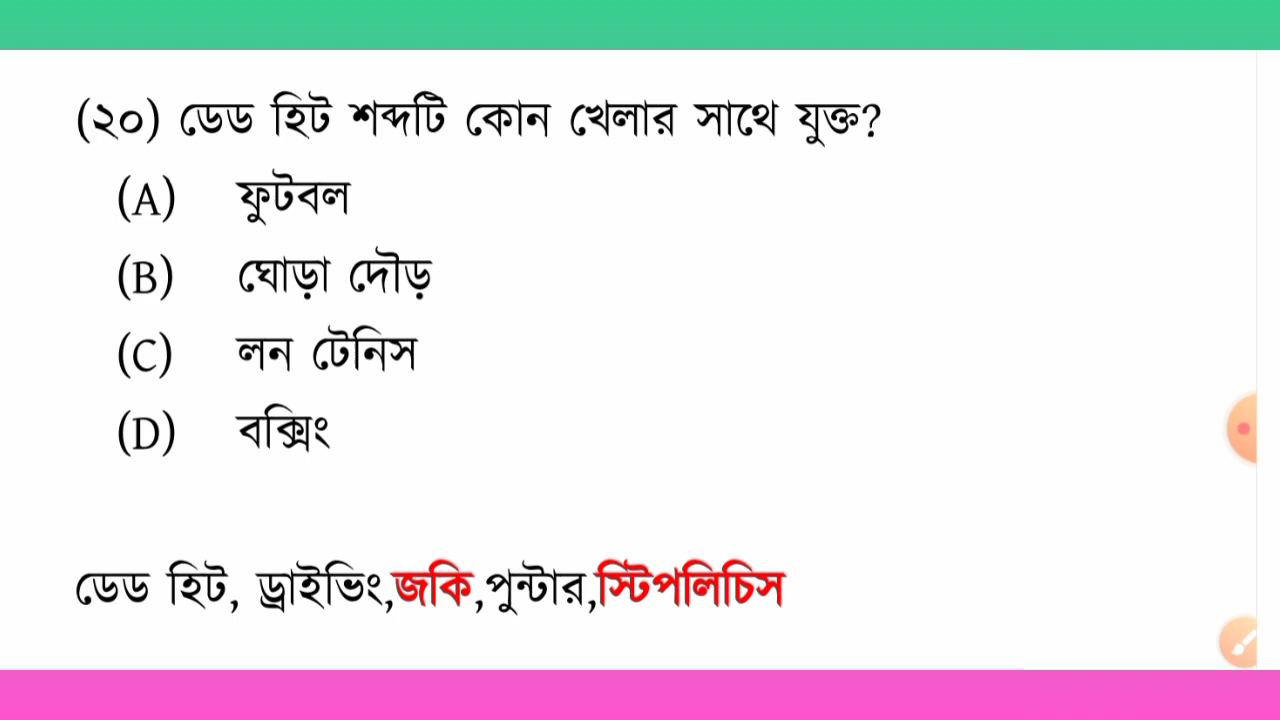 (২০) ডেড হিট শব্দটি কোন খেলার সাথে যুক্ত?
(A) ফুটবল
(B) ঘোড়া দৌড়
(C) লন টেনিস
(D) বক্সিং
ডেড হিট, ড্রাইভিং,জকি,পুন্টার,স্টিপলিচিস